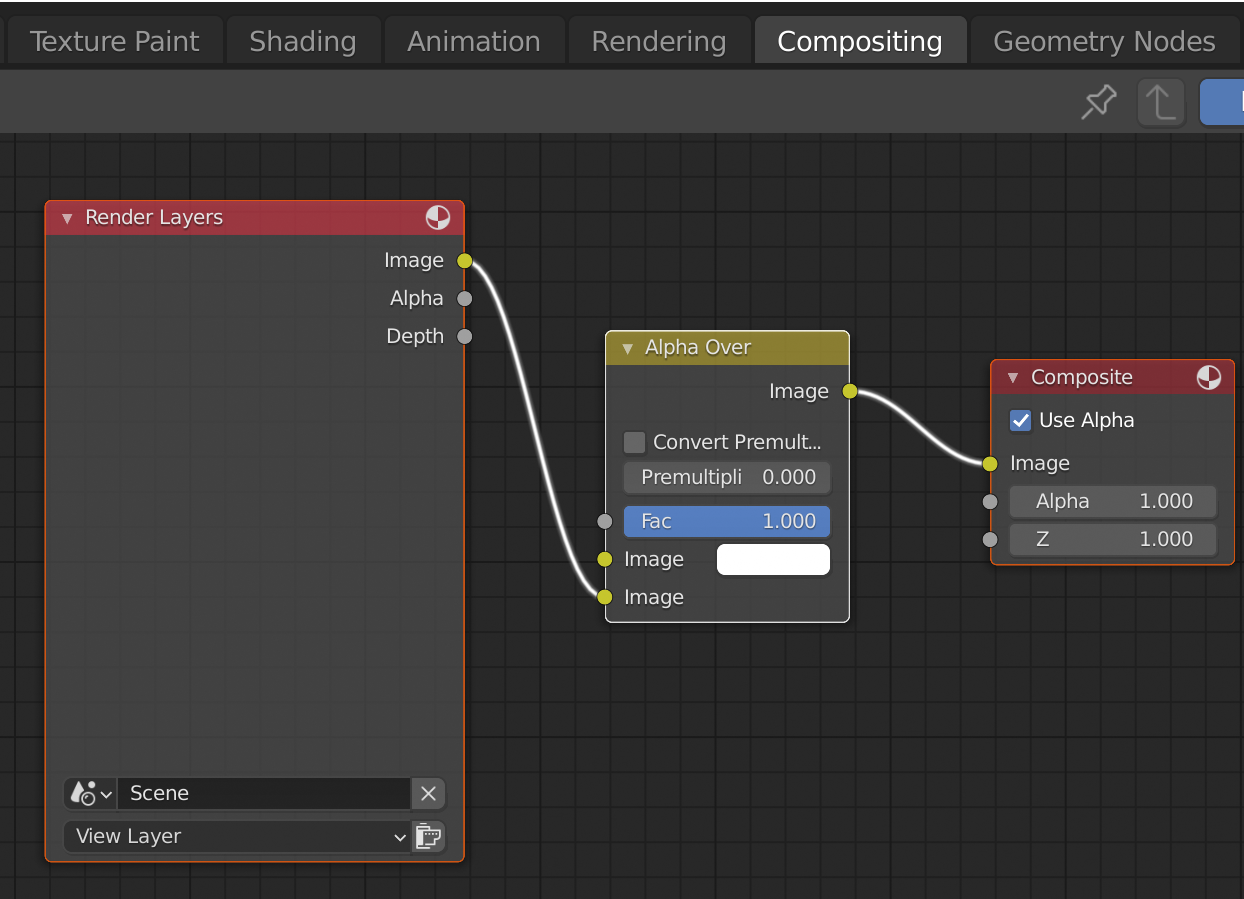 Texture Paint Shading Animation Rendering Compositing Geometry Nodes
Render Layers
Image
Alpha
Depth
Scene
View Layer
Alpha Over
Image
Convert Premult...
Premultipli 0.000
Fac 1.000
Image
Image
Composite
Use Alpha
Image
Alpha 1.000
Z 1.000